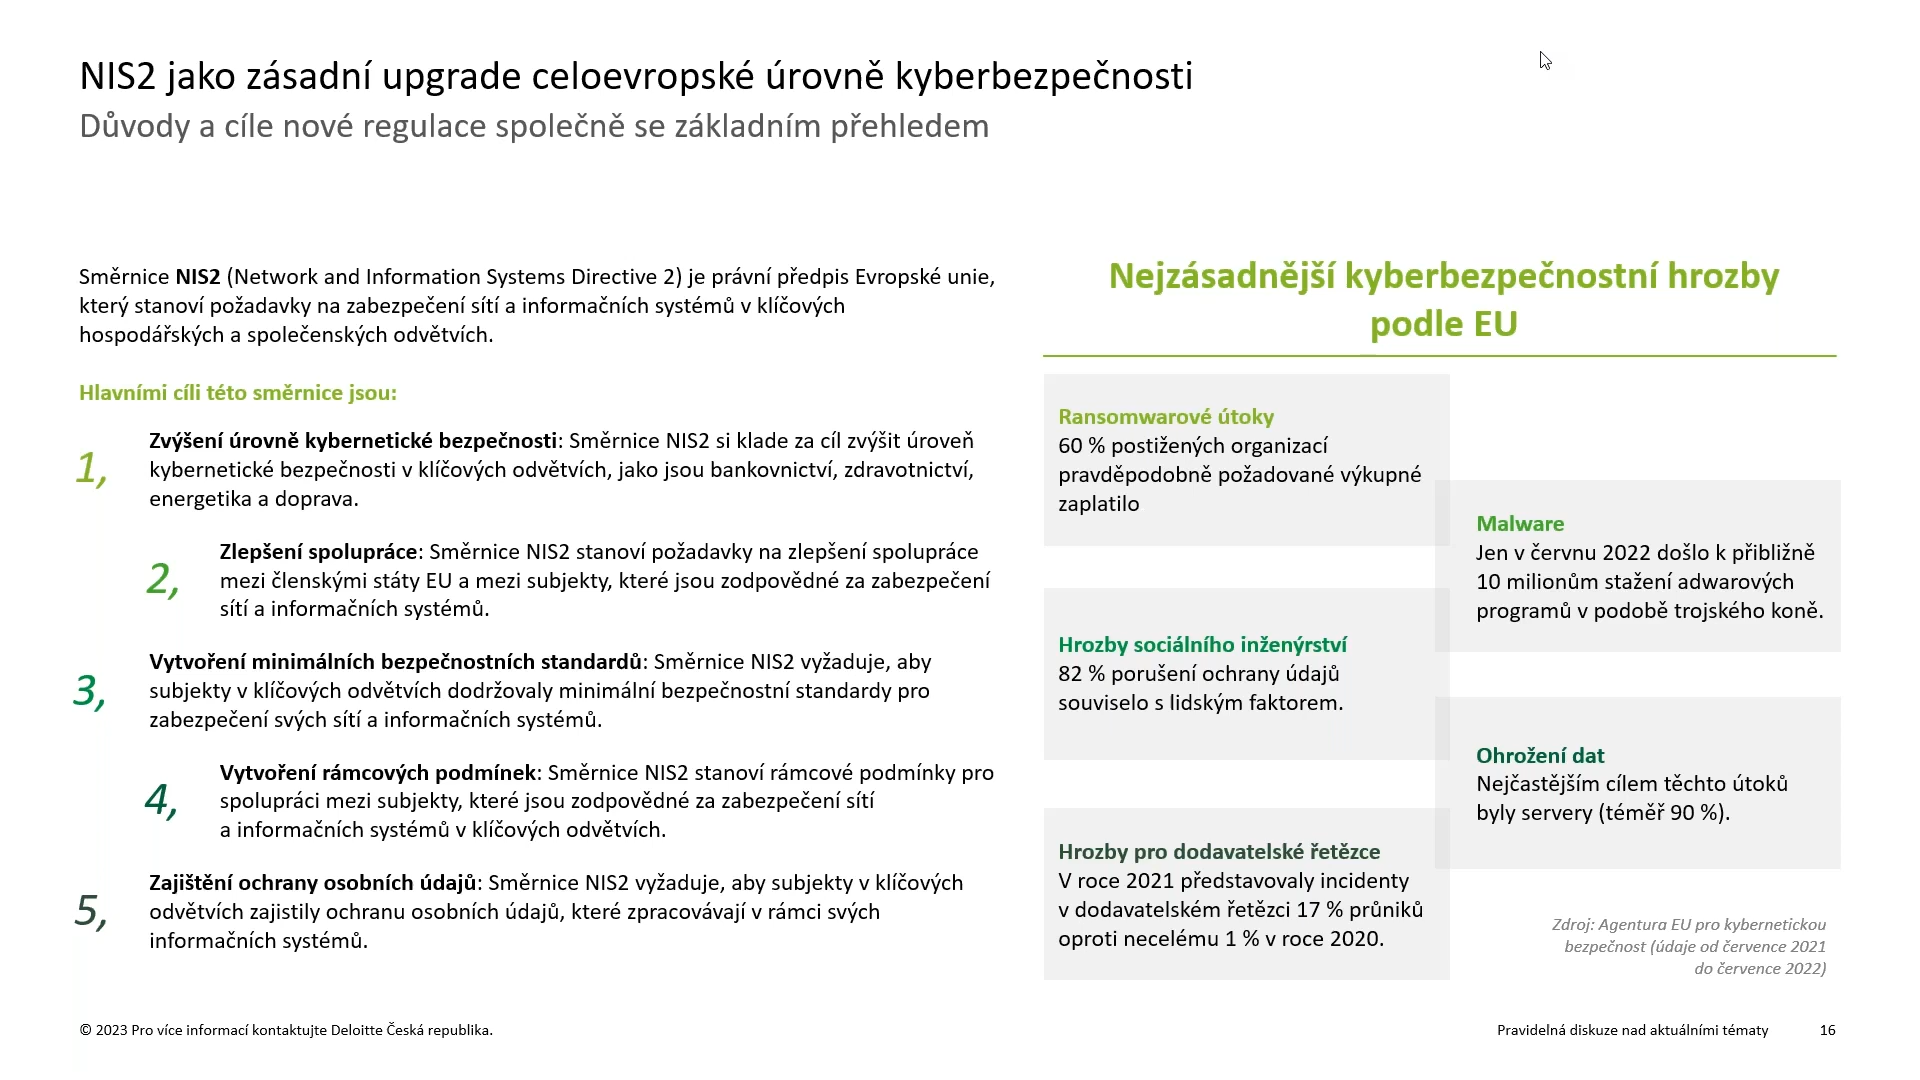 NIS2 jako zásadní upgrade celoevropské úrovně kyberbezpečnosti
Důvody a cíle nové regulace společně se základním přehledem
Směrnice NIS2 (Network and Information Systems Directive 2) je právní předpis Evropské unie,
který stanoví požadavky na zabezpečení sítí a informačních systémů v klíčových
hospodářských a společenských odvětvích.
Hlavními cíli této směrnice jsou:
1,
Zvýšení úrovně kybernetické bezpečnosti: Směrnice NIS2 si klade za cíl zvýšit úroveň
kybernetické bezpečnosti v klíčových odvětvích, jako jsou bankovnictví, zdravotnictví,
energetika a doprava.
2,
Zlepšení spolupráce: Směrnice NIS2 stanoví požadavky na zlepšení spolupráce
mezi členskými státy EU a mezi subjekty, které jsou zodpovědné za zabezpečení
sítí a informačních systémů.
3,
Vytvoření minimálních bezpečnostních standardů: Směrnice NIS2 vyžaduje, aby
subjekty v klíčových odvětvích dodržovaly minimální bezpečnostní standardy pro
zabezpečení svých sítí a informačních systémů.
4,
Vytvoření rámcových podmínek: Směrnice NIS2 stanoví rámcové podmínky pro
spolupráci mezi subjekty, které jsou zodpovědné za zabezpečení sítí
a informačních systémů v klíčových odvětvích.
5,
Zajištění ochrany osobních údajů: Směrnice NIS2 vyžaduje, aby subjekty v klíčových
odvětvích zajistily ochranu osobních údajů, které zpracovávají v rámci svých
informačních systémů.
Nejzásadnější kyberbezpečnostní hrozby
podle EU
Ransomwarové útoky
60 % postižených organizací
pravděpodobně požadované výkupné
zaplatilo
Malware
Jen v červnu 2022 došlo k přibližně
10 milionům stažení adwarových
programů v podobě trojského koně.
Hrozby sociálního inženýrství
82 % porušení ochrany údajů
souviselo s lidským faktorem.
Ohrožení dat
Nejčastějším cílem těchto útoků
byly servery (téměř 90 %).
Hrozby pro dodavatelské řetězce
V roce 2021 představovaly incidenty
v dodavatelském řetězci 17 % průniků
oproti necelému 1 % v roce 2020.
Zdroj: Agentura EU pro kybernetickou
bezpečnost (údaje od července 2021
do července 2022)
© 2023 Pro více informací kontaktujte Deloitte Česká republika.
Pravidelná diskuze nad aktuálními tématy
16